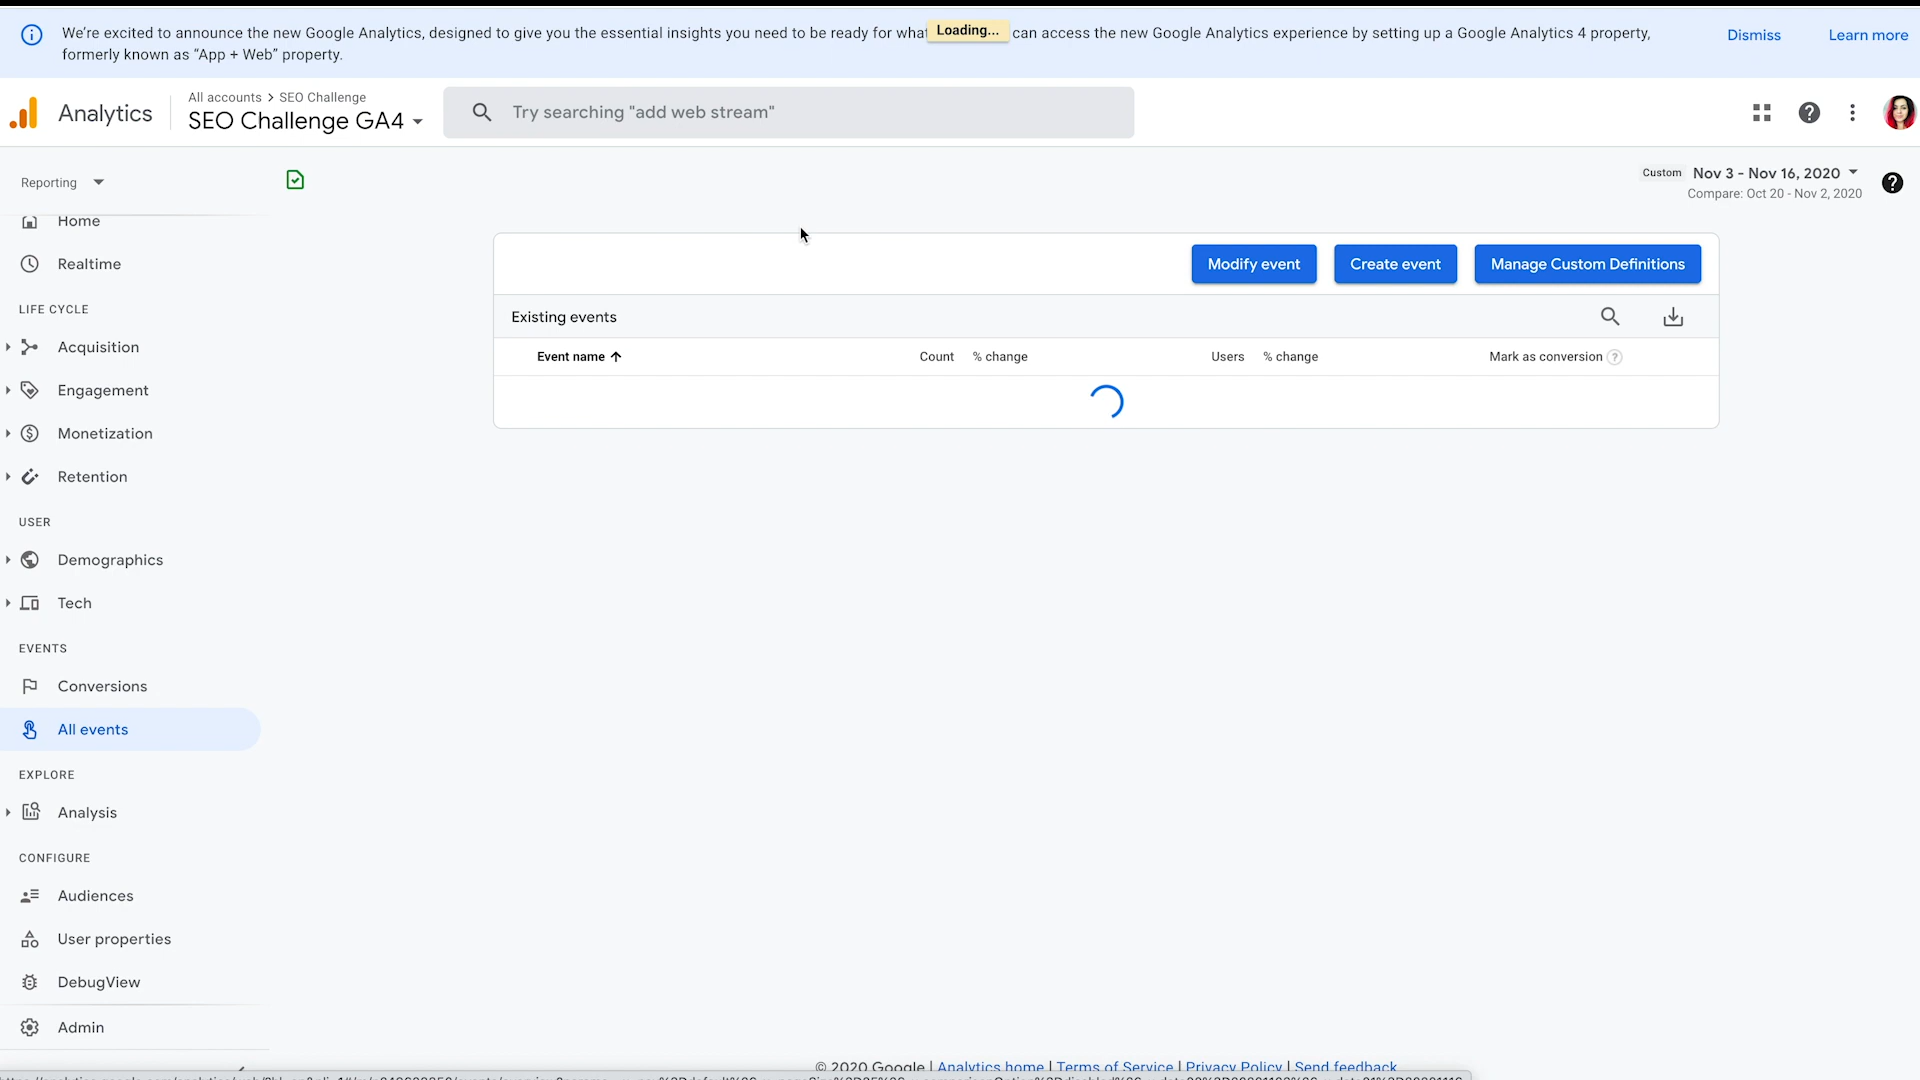 We're excited to announce the new Google Analytics, designed to give you the essential insights you need to be ready for what
Loading...
can access the new Google Analytics experience by setting up a Google Analytics 4 property,
formerly known as “App + Web” property.
Dismiss
Learn more
Analytics
All accounts > SEO Challenge
SEO Challenge GA4
Try searching "add web stream"
Reporting
Custom Nov 3 - Nov 16, 2020
Compare: Oct 20 - Nov 2, 2020
Home
Realtime
LIFE CYCLE
Acquisition
Engagement
Monetization
Retention
USER
Demographics
Tech
EVENTS
Conversions
All events
EXPLORE
Analysis
CONFIGURE
Audiences
User properties
DebugView
Admin
Modify event
Create event
Manage Custom Definitions
Existing events
Event name Count % change Users % change Mark as conversion ?
© 2020 Google | Analytics home | Terms of Service | Privacy Policy | Send feedback